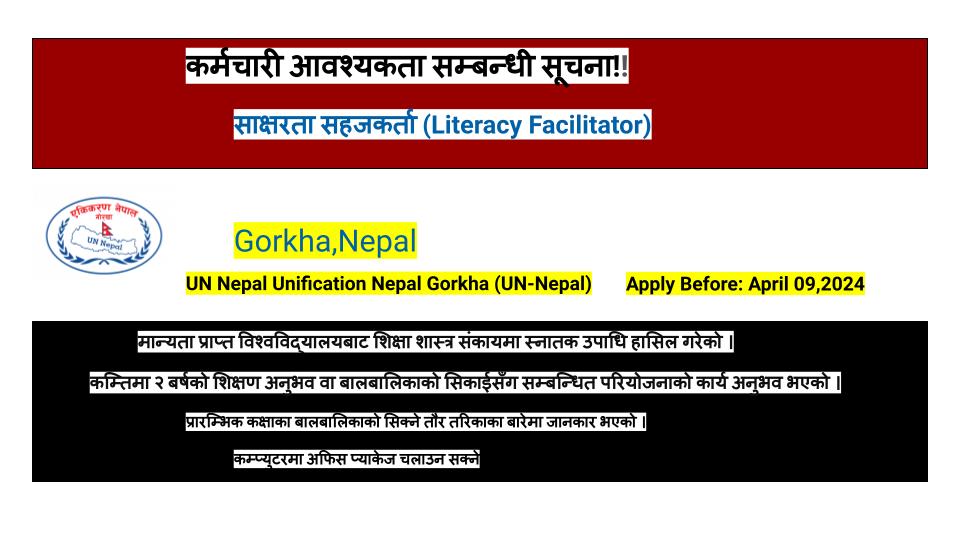 कर्मचारी आवश्यकता सम्बन्धी सूचना!!
साक्षरता सहजकर्ता (Literacy Facilitator)
एकिकरण नेपाल
गोरखा
UN Nepal
Gorkha,Nepal
UN Nepal Unification Nepal Gorkha (UN-Nepal) Apply Before: April 09,2024
मान्यता प्राप्त विश्वविद्यालयबाट शिक्षा शास्त्र संकायमा स्नातक उपाधि हासिल गरेको ।
कम्तिमा २ बर्षको शिक्षण अनुभव वा बालबालिकाको सिकाईसँग सम्बन्धित परियोजनाको कार्य अनुभव भएको ।
प्रारम्भिक कक्षाका बालबालिकाको सिक्ने तौर तरिकाका बारेमा जानकार भएको ।
कम्प्युटरमा अफिस प्याकेज चलाउन सक्ने